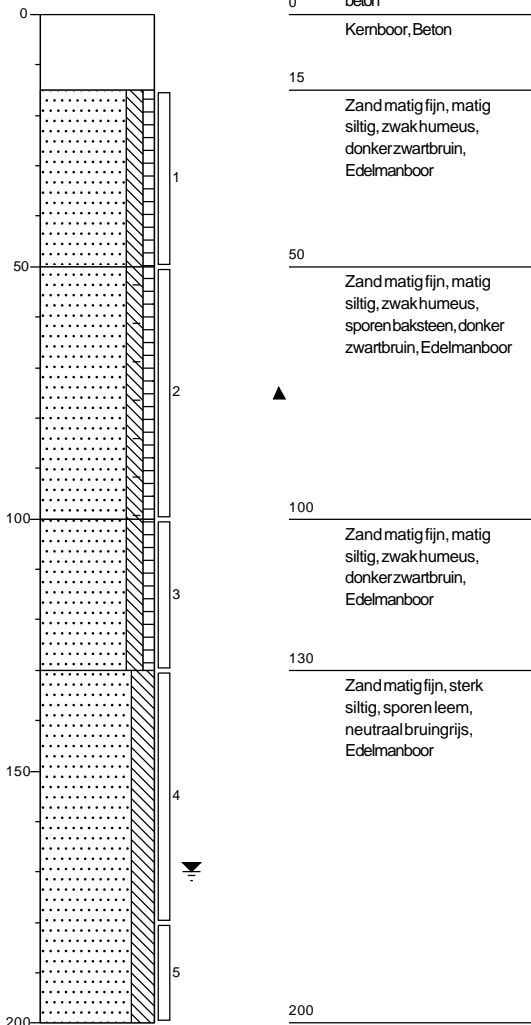 0
50
100
150
200
1
2
3
4
5
0
beton
Kernboor, Beton
15
Zand matig fijn, matig
siltig, zwak humeus,
donker zwartbruin,
Edelmanboor
50
Zand matig fijn, matig
siltig, zwak humeus,
sporen baksteen, donker
zwartbruin, Edelmanboor
100
Zand matig fijn, matig
siltig, zwak humeus,
donker zwartbruin,
Edelmanboor
130
Zand matig fijn, sterk
siltig, sporen leem,
neutraal bruingrijs,
Edelmanboor
200